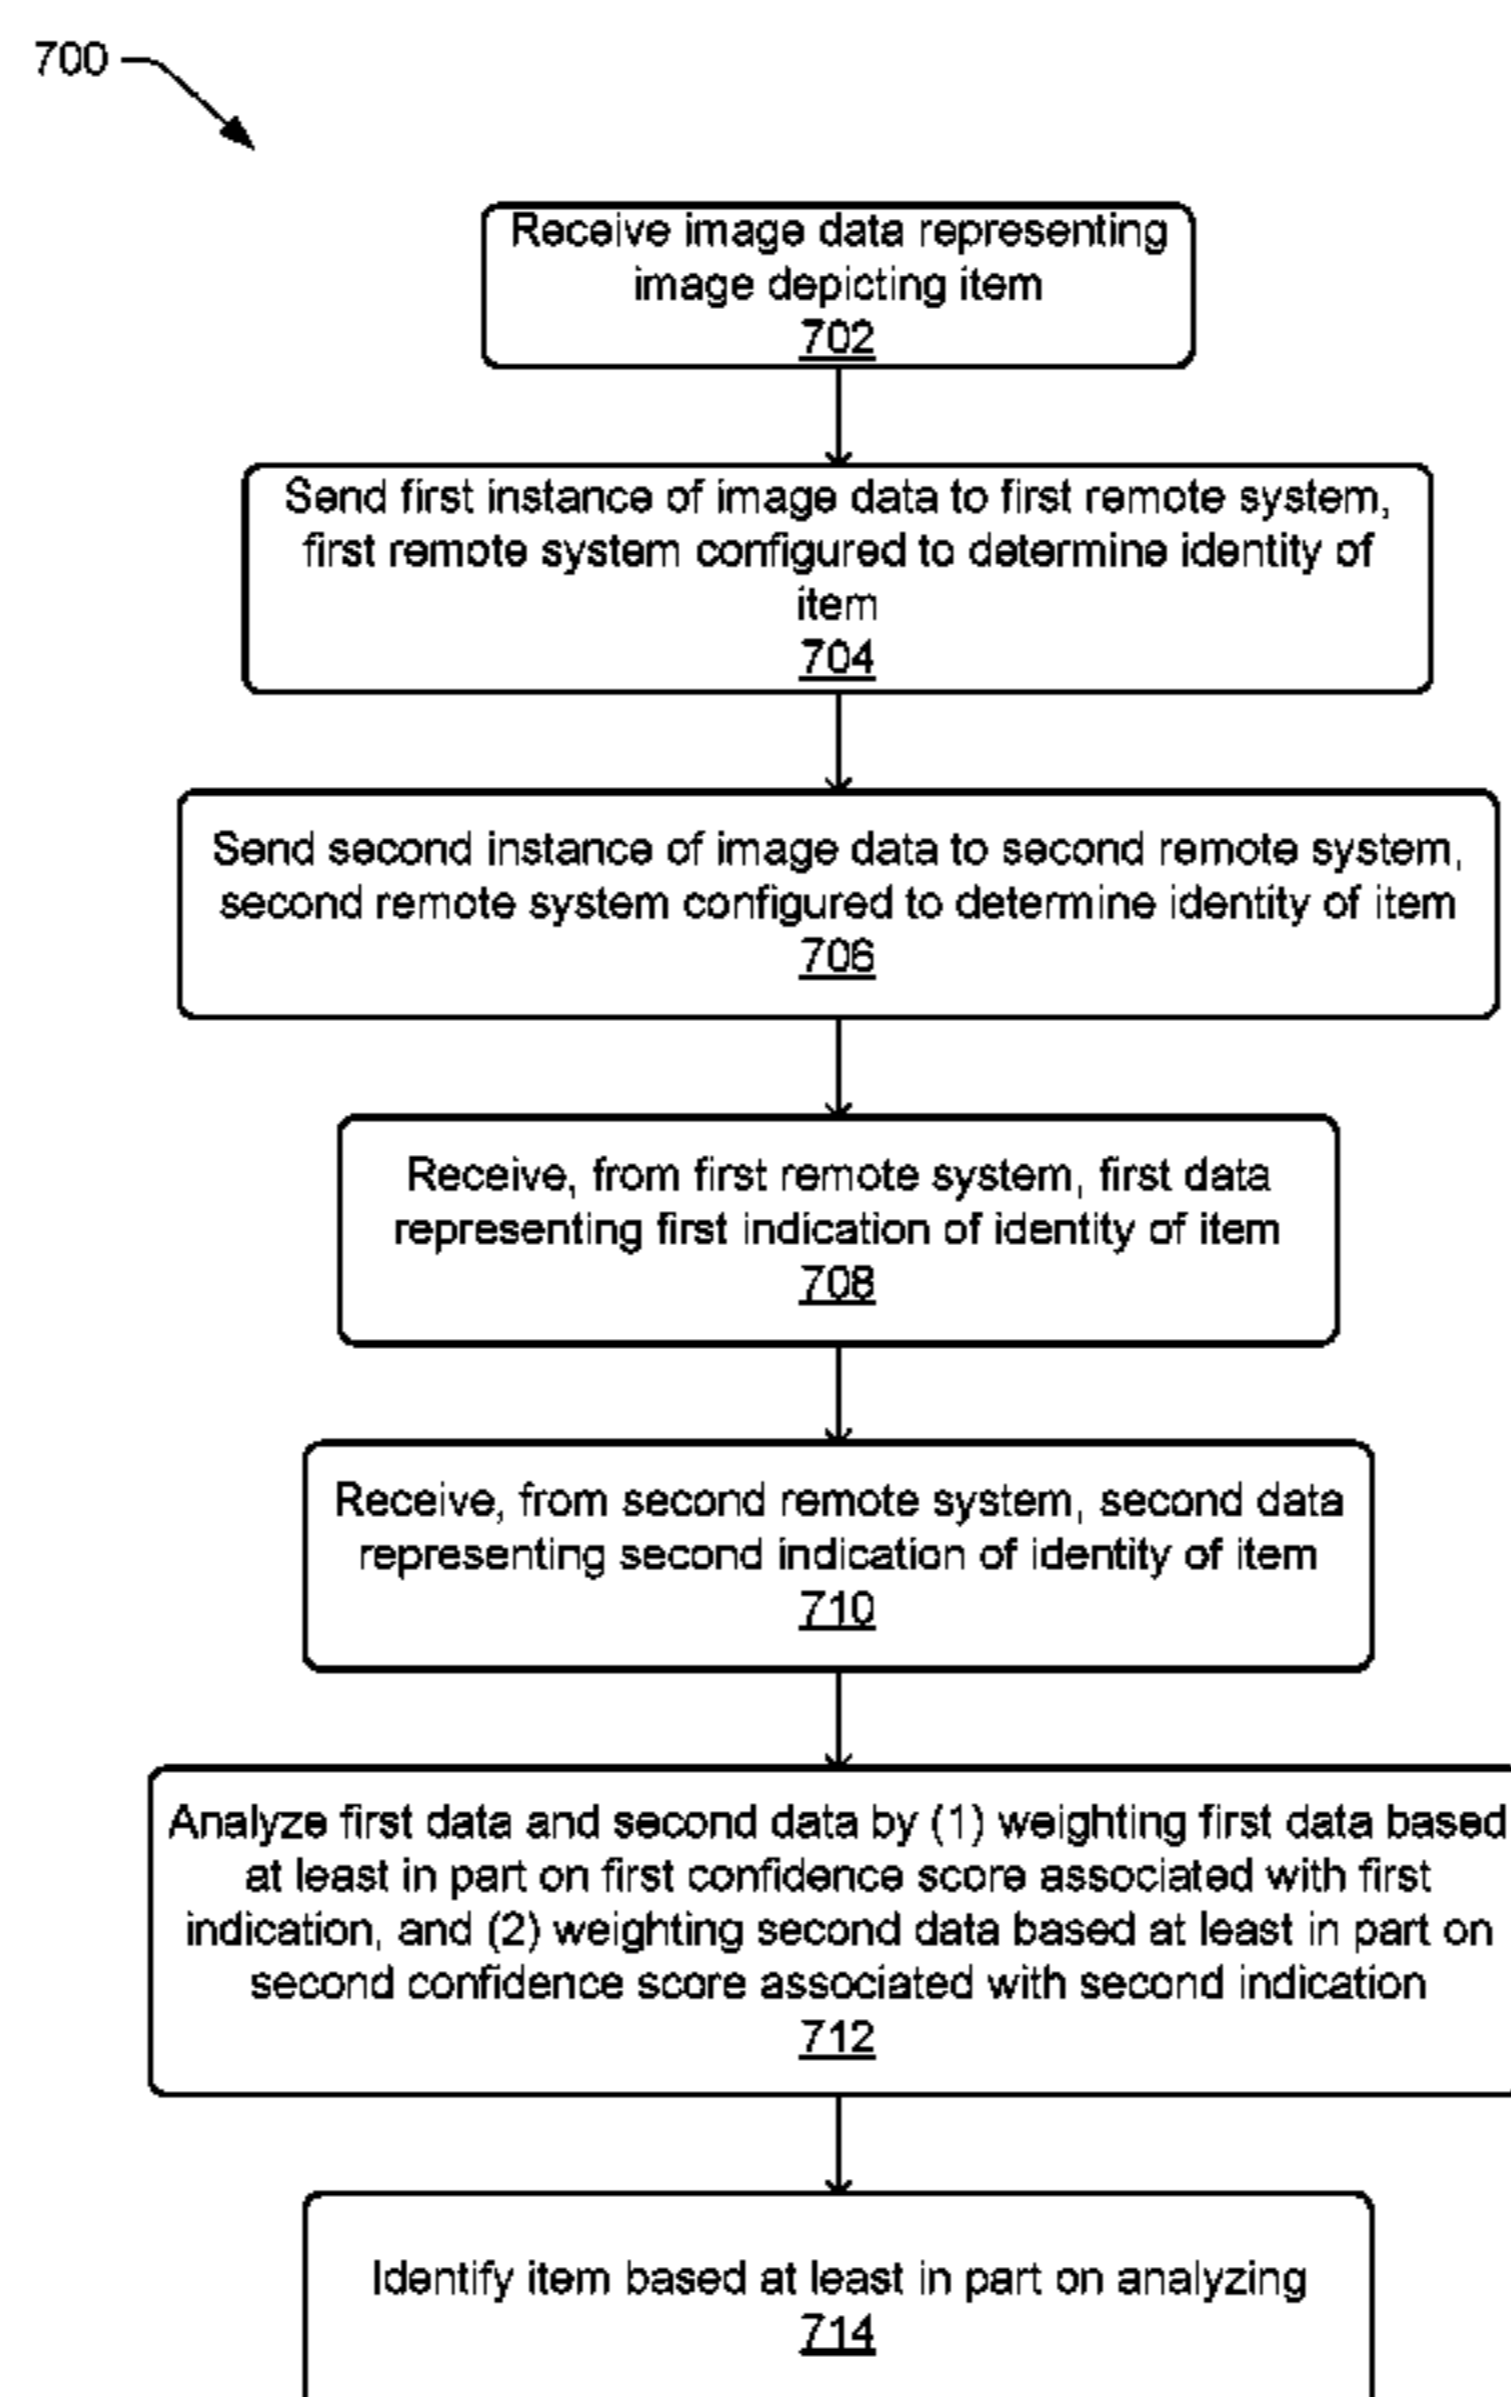 700
Receive image data representing
image depicting item
702
Send first instance of image data to first remote system,
first remote system configured to determine identity of
item
704
Send second instance of image data to second remote system,
second remote system configured to determine identity of item
706
Receive, from first remote system, first data
representing first indication of identity of item
708
Receive, from second remote system, second data
representing second indication of identity of item
710
Analyze first data and second data by (1) weighting first data based
at least in part on first confidence score associated with first
indication, and (2) weighting second data based at least in part on
second confidence score associated with second indication
712
Identify item based at least in part on analyzing
714